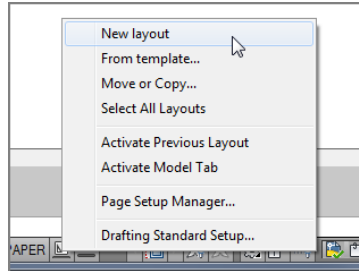 New layout
From template...
Move or Copy...
Select All Layouts
Activate Previous Layout
Activate Model Tab
Page Setup Manager...
Drafting Standard Setup...
APER